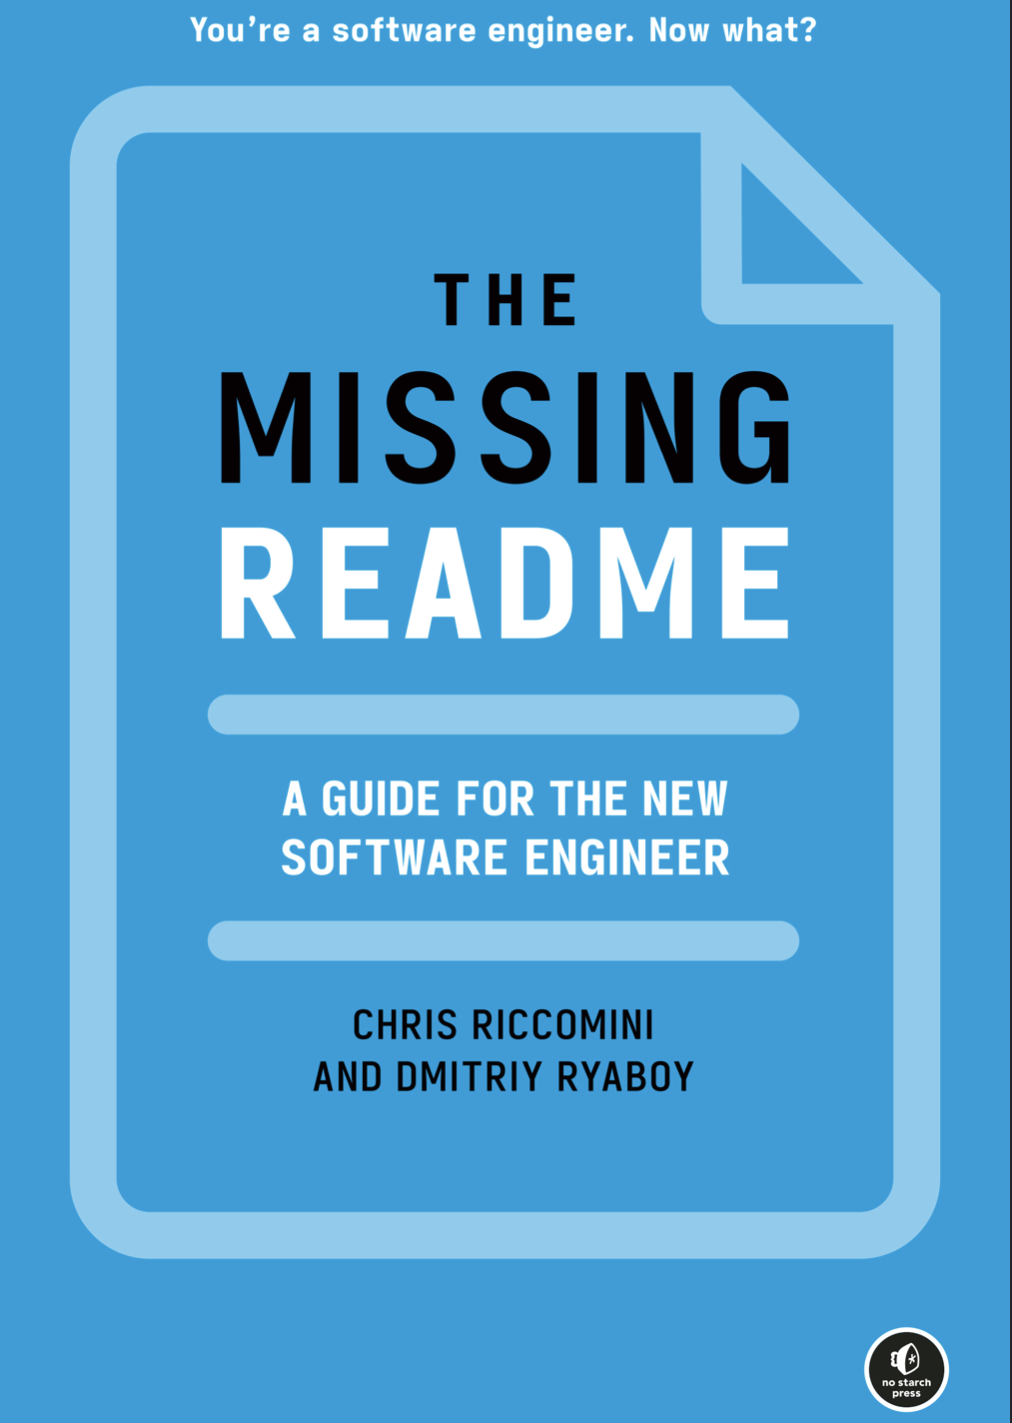 You’re a software engineer. Now what?
THE
MISSING
README
A GUIDE FOR THE NEW
SOFTWARE ENGINEER
CHRIS RICCOMINI
AND DMITRIY RYABOY
no starch
press